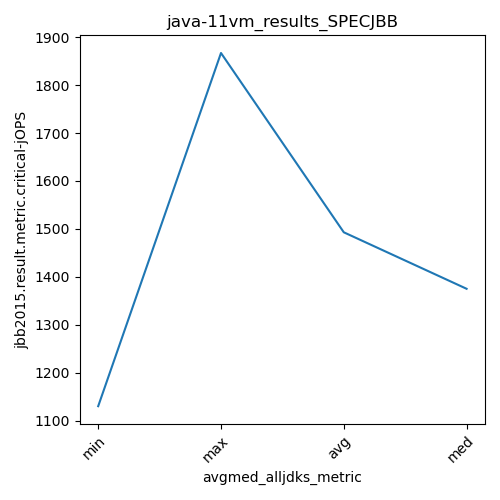 java-11vm_results_SPECJBB
jbb2015.result.metric.critical-jOPS
1900
1800
1700
1600
1500
1400
1300
1200
1100
min
max
avg
med
avgmed_alljdks_metric